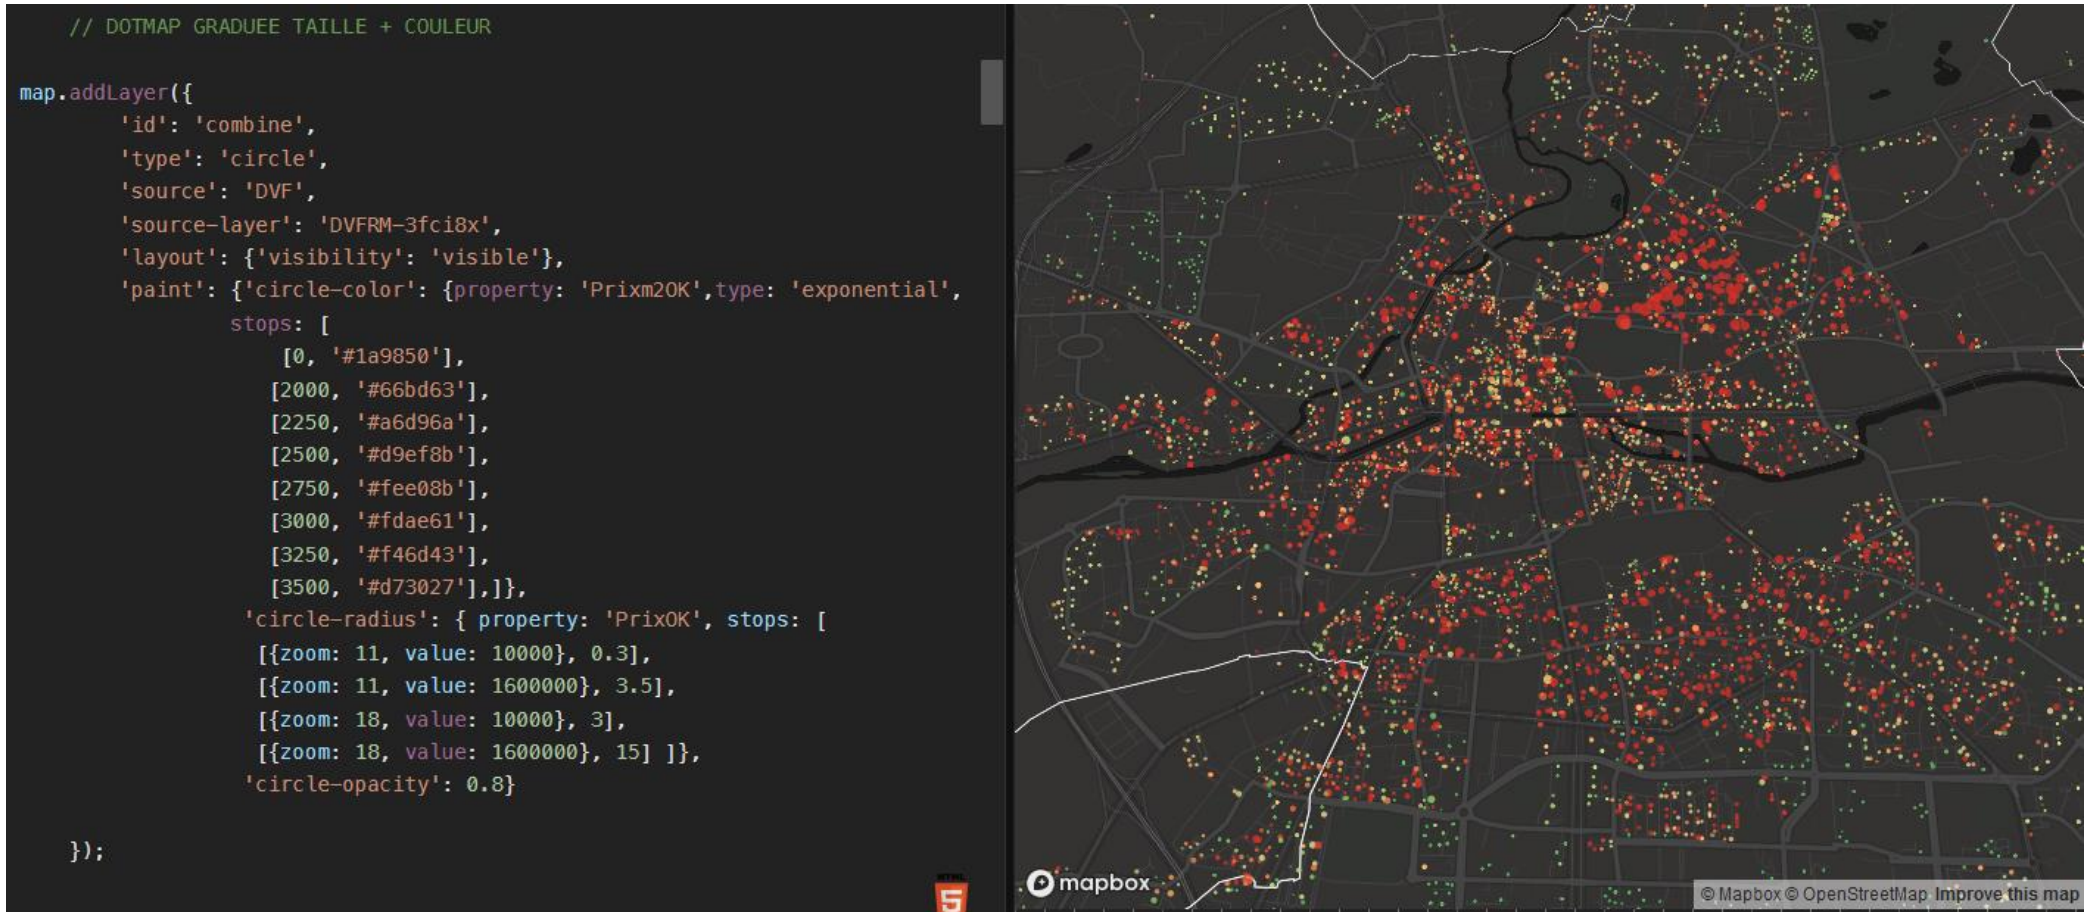 // DOTMAP GRADUEE TAILLE + COULEUR
map.addLayer({
'id': 'combine',
'type': 'circle',
'source': 'DVF',
'source-layer': 'DVFRM-3fci8x',
'layout': {'visibility': 'visible'},
'paint': {'circle-color': {property: 'Prixm2OK',type: 'exponential',
stops: [
[0, '#1a9850'],
[2000, '#66bd63'],
[2250, '#a6d96a'],
[2500, '#d9ef8b'],
[2750, '#fee08b'],
[3000, '#fdae61'],
[3250, '#f46d43'],
[3500, '#d73027'],]},
'circle-radius': { property: 'PrixOK', stops: [
[{zoom: 11, value: 10000}, 0.3],
[{zoom: 11, value: 1600000}, 3.5],
[{zoom: 18, value: 10000}, 3],
[{zoom: 18, value: 1600000}, 15] ]},
'circle-opacity': 0.8}
});
HTML
5
mapbox
© Mapbox © OpenStreetMap Improve this map